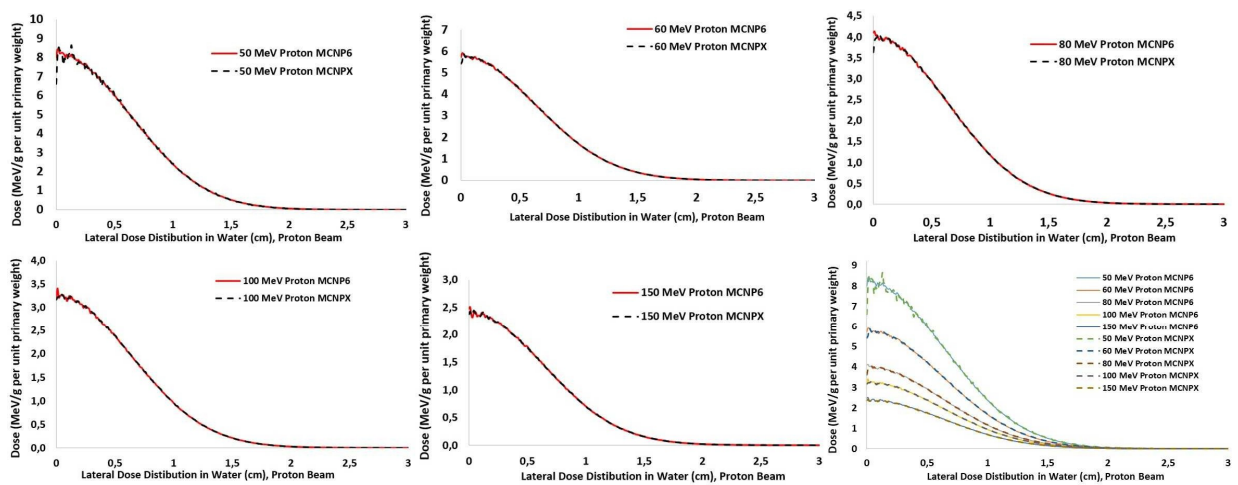 10
9
8
7
6
5
4
3
2
1
0
Dose (MeV/g per unit primary weight)
50 MeV Proton MCNP6
50 MeV Proton MCNPX
0 0,5 1 1,5 2 2,5 3
Lateral Dose Distibution in Water (cm), Proton Beam
7
6
5
4
3
2
1
0
Dose (MeV/g per unit primary weight)
60 MeV Proton MCNP6
60 MeV Proton MCNPX
0 0,5 1 1,5 2 2,5 3
Lateral Dose Distibution in Water (cm), Proton Beam
4,5
4,0
3,5
3,0
2,5
2,0
1,5
1,0
0,5
0,0
Dose (MeV/g per unit primary weight)
80 MeV Proton MCNP6
80 MeV Proton MCNPX
0 0,5 1 1,5 2 2,5 3
Lateral Dose Distibution in Water (cm), Proton Beam
4,0
3,5
3,0
2,5
2,0
1,5
1,0
0,5
0,0
Dose (MeV/g per unit primary weight)
100 MeV Proton MCNP6
100 MeV Proton MCNPX
0 0,5 1 1,5 2 2,5 3
Lateral Dose Distibution in Water (cm), Proton Beam
3,0
2,5
2,0
1,5
1,0
0,5
0,0
Dose (MeV/g per unit primary weight)
150 MeV Proton MCNP6
150 MeV Proton MCNPX
0 0,5 1 1,5 2 2,5 3
Lateral Dose Distibution in Water (cm), Proton Beam
9
8
7
6
5
4
3
2
1
0
Dose (MeV/g per unit primary weight)
50 MeV Proton MCNP6
60 MeV Proton MCNP6
80 MeV Proton MCNP6
100 MeV Proton MCNP6
150 MeV Proton MCNP6
50 MeV Proton MCNPX
60 MeV Proton MCNPX
80 MeV Proton MCNPX
100 MeV Proton MCNPX
150 MeV Proton MCNPX
0 0,5 1 1,5 2 2,5 3
Lateral Dose Distibution in Water (cm), Proton Beam